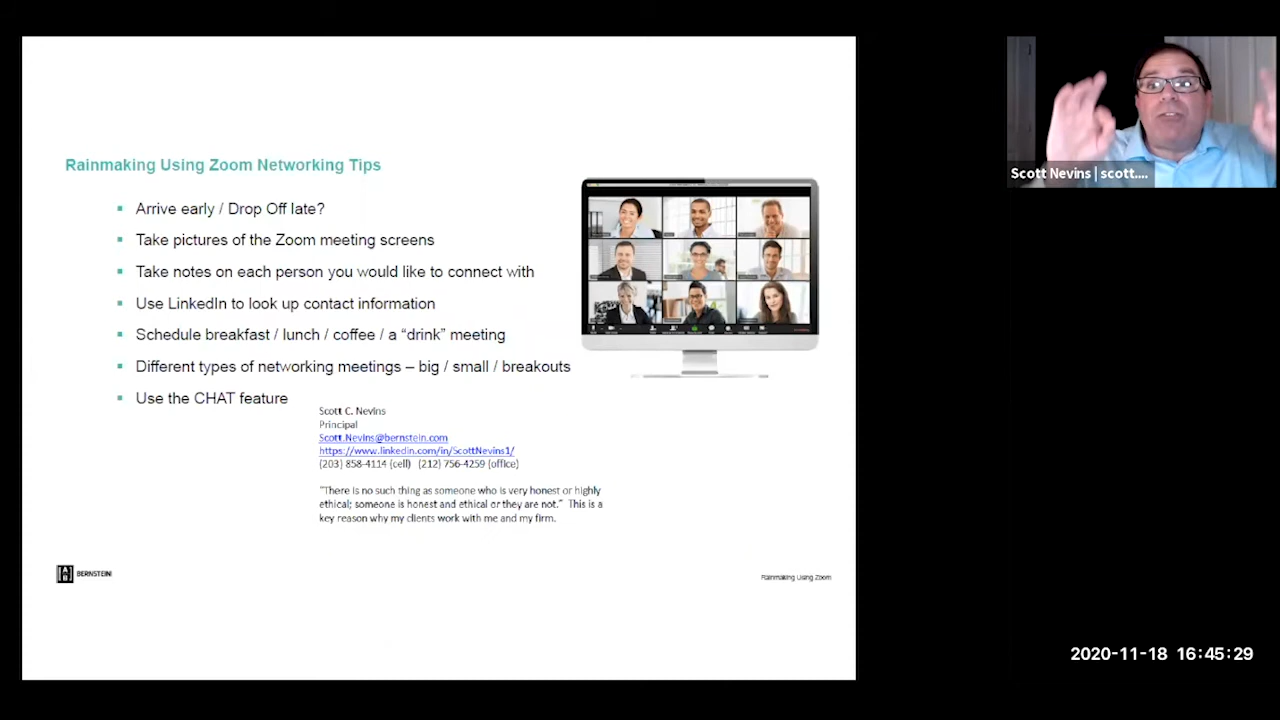 Rainmaking Using Zoom Networking Tips
Arrive early / Drop Off late?
Take pictures of the Zoom meeting screens
Take notes on each person you would like to connect with
Use LinkedIn to look up contact information
Schedule breakfast / lunch / coffee / a “drink” meeting
Different types of networking meetings – big / small / breakouts
Use the CHAT feature
Scott C. Nevins
Principal
Scott.Nevins@bernstein.com
https://www.linkedin.com/in/ScottNevins1/
(203) 858-4114 (cell) (212) 756-4259 (office)
"There is no such thing as someone who is very honest or highly
ethical; someone is honest and ethical or they are not." This is a
key reason why my clients work with me and my firm.
AB BERNSTEIN
Rainmaking Using Zoom
Scott Nevins | scott....
2020-11-18 16:45:29